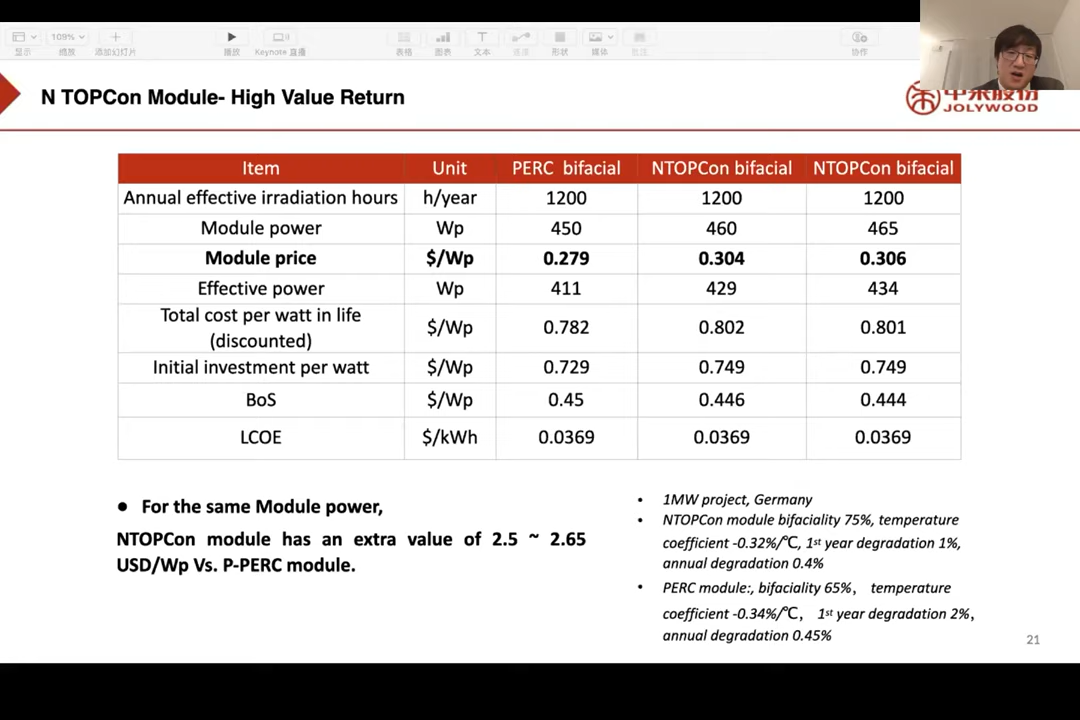 109%
显示
缩放
添加幻灯片
播放
Keynote 直播
表格
图表
文本
形状
媒体
批注
协作
N TOPCon Module- High Value Return
中来股份
JOLYWOOD
Item Unit PERC bifacial NTOPCon bifacial NTOPCon bifacial
Annual effective irradiation hours h/year 1200 1200 1200
Module power Wp 450 460 465
Module price $/Wp 0.279 0.304 0.306
Effective power Wp 411 429 434
Total cost per watt in life
(discounted) $/Wp 0.782 0.802 0.801
Initial investment per watt $/Wp 0.729 0.749 0.749
BoS $/Wp 0.45 0.446 0.444
LCOE $/kWh 0.0369 0.0369 0.0369
● For the same Module power,
NTOPCon module has an extra value of 2.5 ~ 2.65
USD/Wp Vs. P-PERC module.
• 1MW project, Germany
• NTOPCon module bifaciality 75%, temperature
coefficient -0.32%/℃, 1st year degradation 1%,
annual degradation 0.4%
• PERC module:, bifaciality 65%, temperature
coefficient -0.34%/℃, 1st year degradation 2%,
annual degradation 0.45%
21